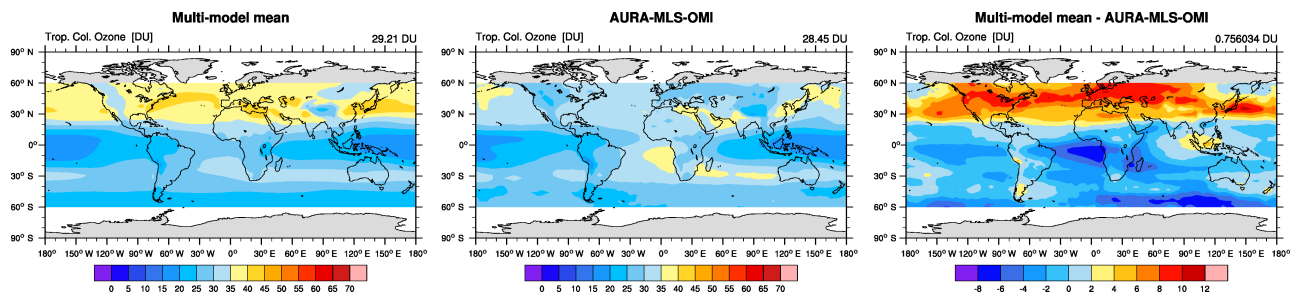 Multi-model mean
Trop. Col. Ozone [DU] 29.21 DU
90° N
60° N
30° N
0°
30° S
60° S
90° S
180° 150°W 120°W 90°W 60°W 30°W 0° 30°E 60°E 90°E 120°E 150°E 180°
0 5 10 15 20 25 30 35 40 45 50 55 60 65 70
AURA-MLS-OMI
Trop. Col. Ozone [DU] 28.45 DU
90° N
60° N
30° N
0°
30° S
60° S
90° S
180° 150°W 120°W 90°W 60°W 30°W 0° 30°E 60°E 90°E 120°E 150°E 180°
0 5 10 15 20 25 30 35 40 45 50 55 60 65 70
Multi-model mean - AURA-MLS-OMI
Trop. Col. Ozone [DU] 0.756034 DU
90° N
60° N
30° N
0°
30° S
60° S
90° S
180° 150°W 120°W 90°W 60°W 30°W 0° 30°E 60°E 90°E 120°E 150°E 180°
-8 -6 -4 -2 0 2 4 6 8 10 12